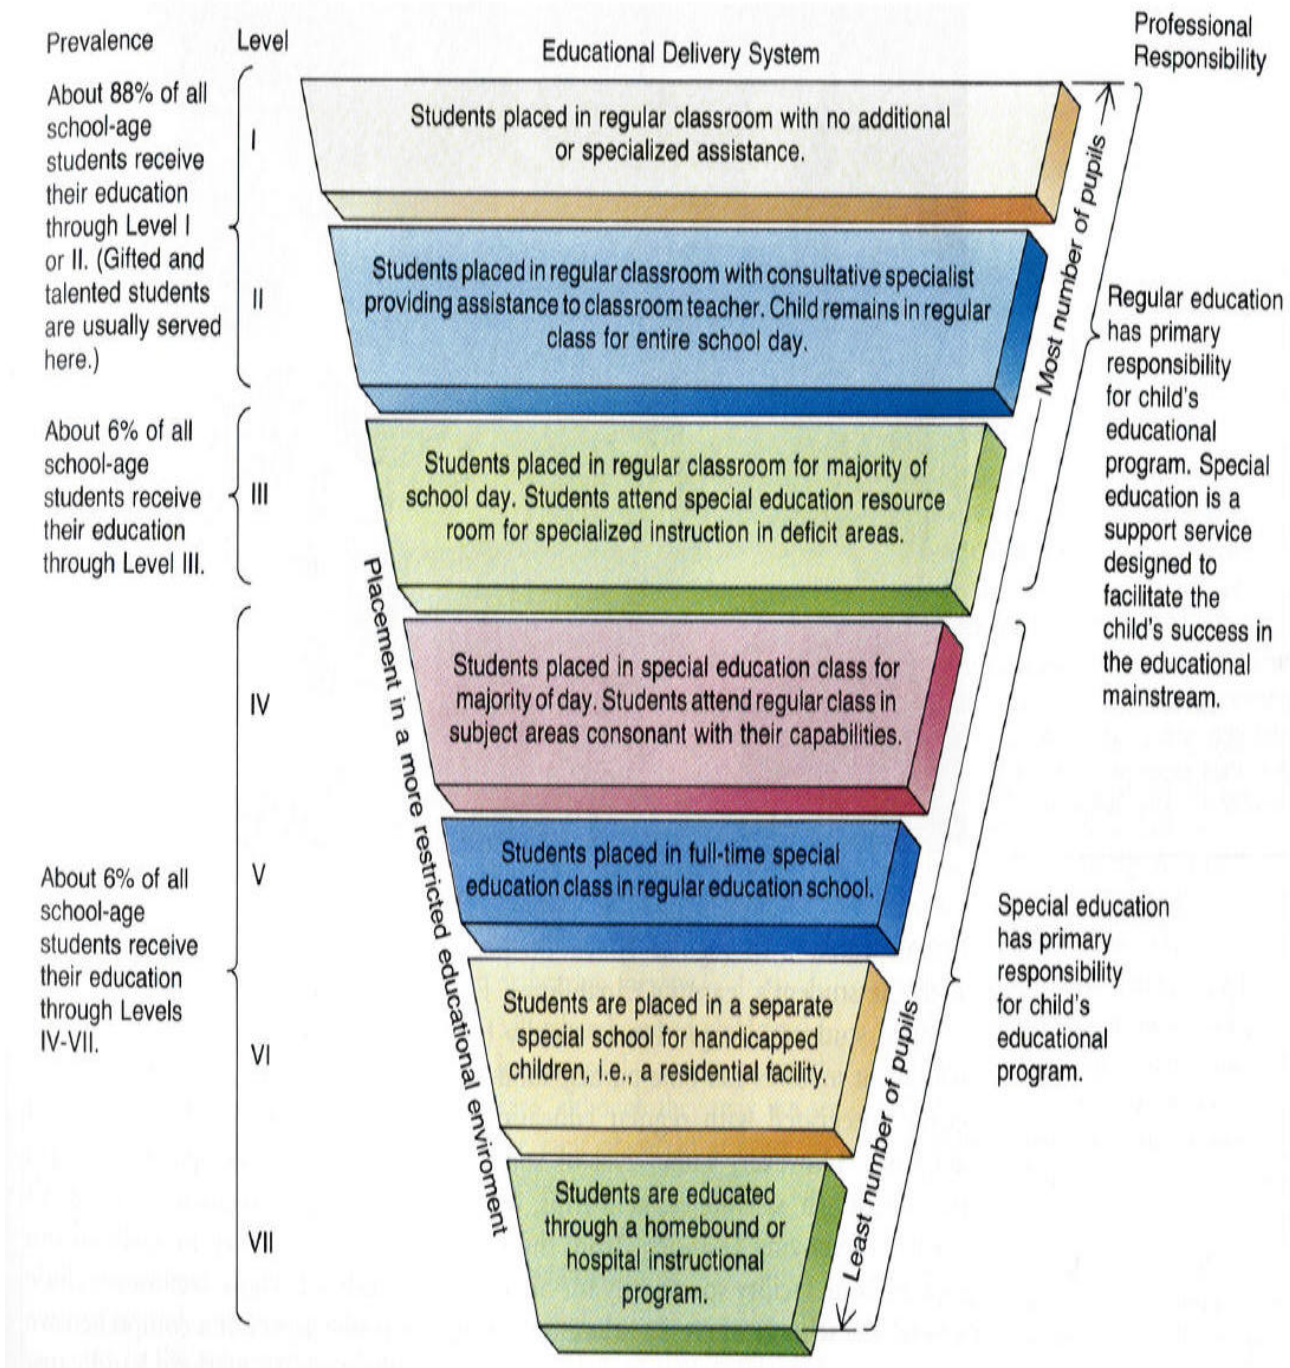 Prevalence
Level
Educational Delivery System
Professional
Responsibility
About 88% of all
school-age
students receive
their education
through Level I
or II. (Gifted and
talented students
are usually served
here.)
I
Students placed in regular classroom with no additional
or specialized assistance.
II
Students placed in regular classroom with consultative specialist
providing assistance to classroom teacher. Child remains in regular
class for entire school day.
About 6% of all
school-age
students receive
their education
through Level III.
III
Students placed in regular classroom for majority of
school day. Students attend special education resource
room for specialized instruction in deficit areas.
About 6% of all
school-age
students receive
their education
through Levels
IV-VII.
IV
Students placed in special education class for
majority of day. Students attend regular class in
subject areas consonant with their capabilities.
V
Students placed in full-time special
education class in regular education school.
VI
Students are placed in a separate
special school for handicapped
children, i.e., a residential facility.
VII
Students are educated
through a homebound or
hospital instructional
program.
Placement in a more restricted educational enviroment
Most number of pupils
Least number of pupils
Regular education
has primary
responsibility
for child's
educational
program. Special
education is a
support service
designed to
facilitate the
child's success in
the educational
mainstream.
Special education
has primary
responsibility
for child's
educational
program.